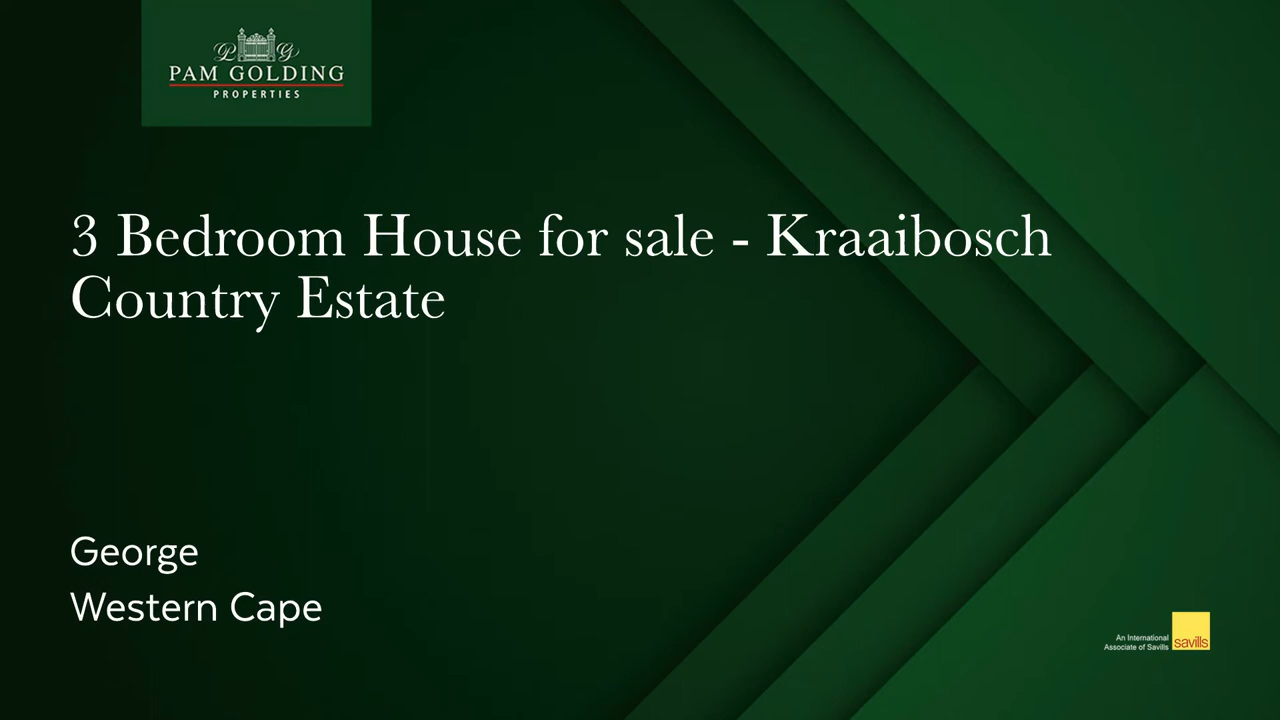 P G
PAM GOLDING
PROPERTIES
3 Bedroom House for sale - Kraaibosch
Country Estate
George
Western Cape
An International
Associate of Savills
savills